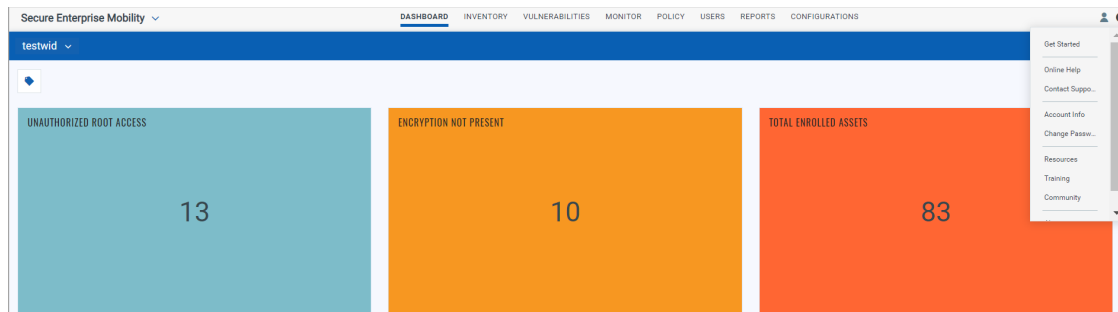 Secure Enterprise Mobility
DASHBOARD INVENTORY VULNERABILITIES MONITOR POLICY USERS REPORTS CONFIGURATIONS
testwid
Get Started
Online Help
Contact Suppo...
Account Info
Change Passw...
Resources
Training
Community
UNAUTHORIZED ROOT ACCESS
13
ENCRYPTION NOT PRESENT
10
TOTAL ENROLLED ASSETS
83